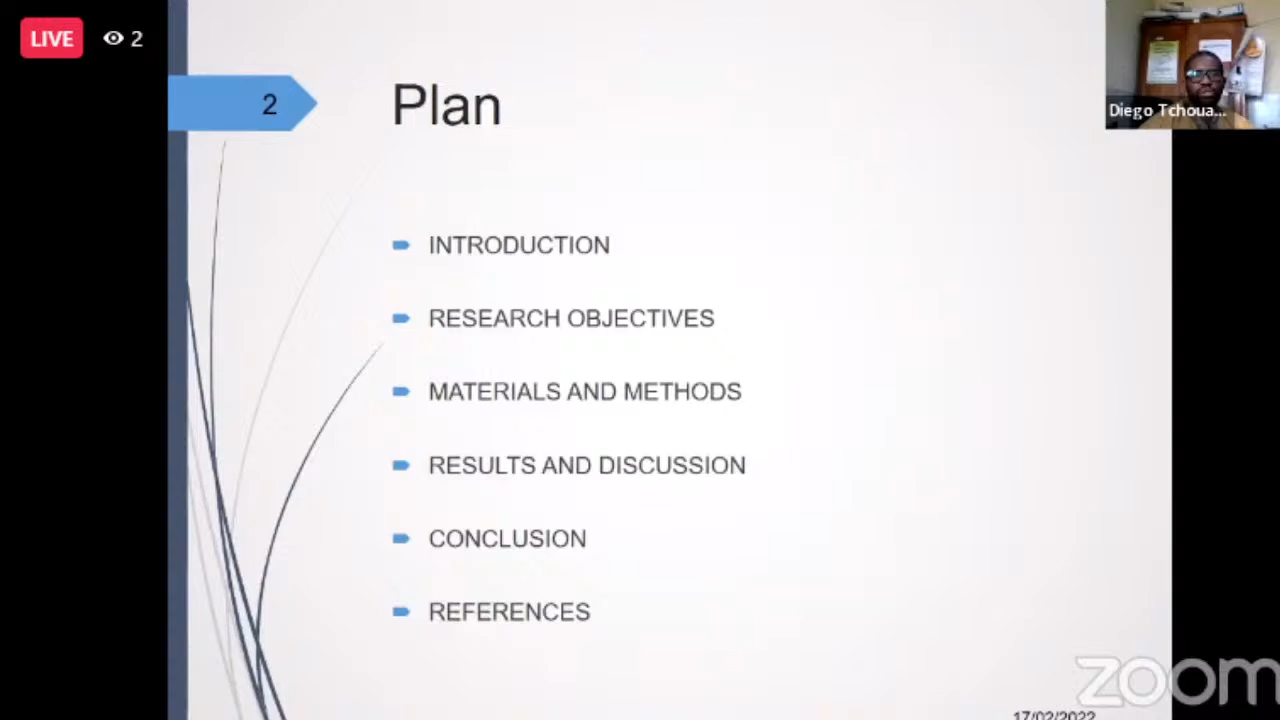 LIVE 2
2
Plan
Diego Tchoua...
INTRODUCTION
RESEARCH OBJECTIVES
MATERIALS AND METHODS
RESULTS AND DISCUSSION
CONCLUSION
REFERENCES
zoom
17/02/2022